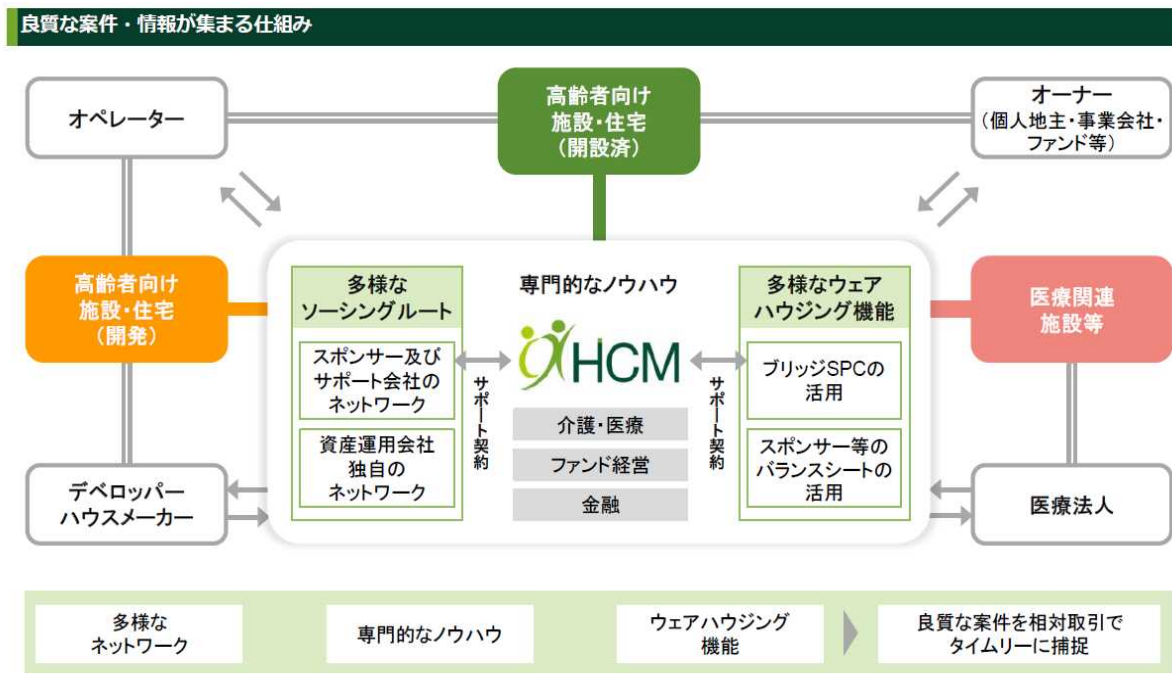 良質な案件・情報が集まる仕組み
オペレーター
高齢者向け
施設・住宅
（開設済）
オーナー
（個人地主・事業会社・
ファンド等）
高齢者向け
施設・住宅
（開発）
多様な
ソーシングルート
スポンサー及び
サポート会社の
ネットワーク
資産運用会社
独自の
ネットワーク
サポート契約
専門的なノウハウ
HCM
介護・医療
ファンド経営
金融
サポート契約
多様なウェア
ハウジング機能
ブリッジSPCの
活用
スポンサー等の
バランスシートの
活用
医療関連
施設等
デベロッパー
ハウスメーカー
医療法人
多様な
ネットワーク
専門的なノウハウ
ウェアハウジング
機能
良質な案件を相対取引で
タイムリーに捕捉